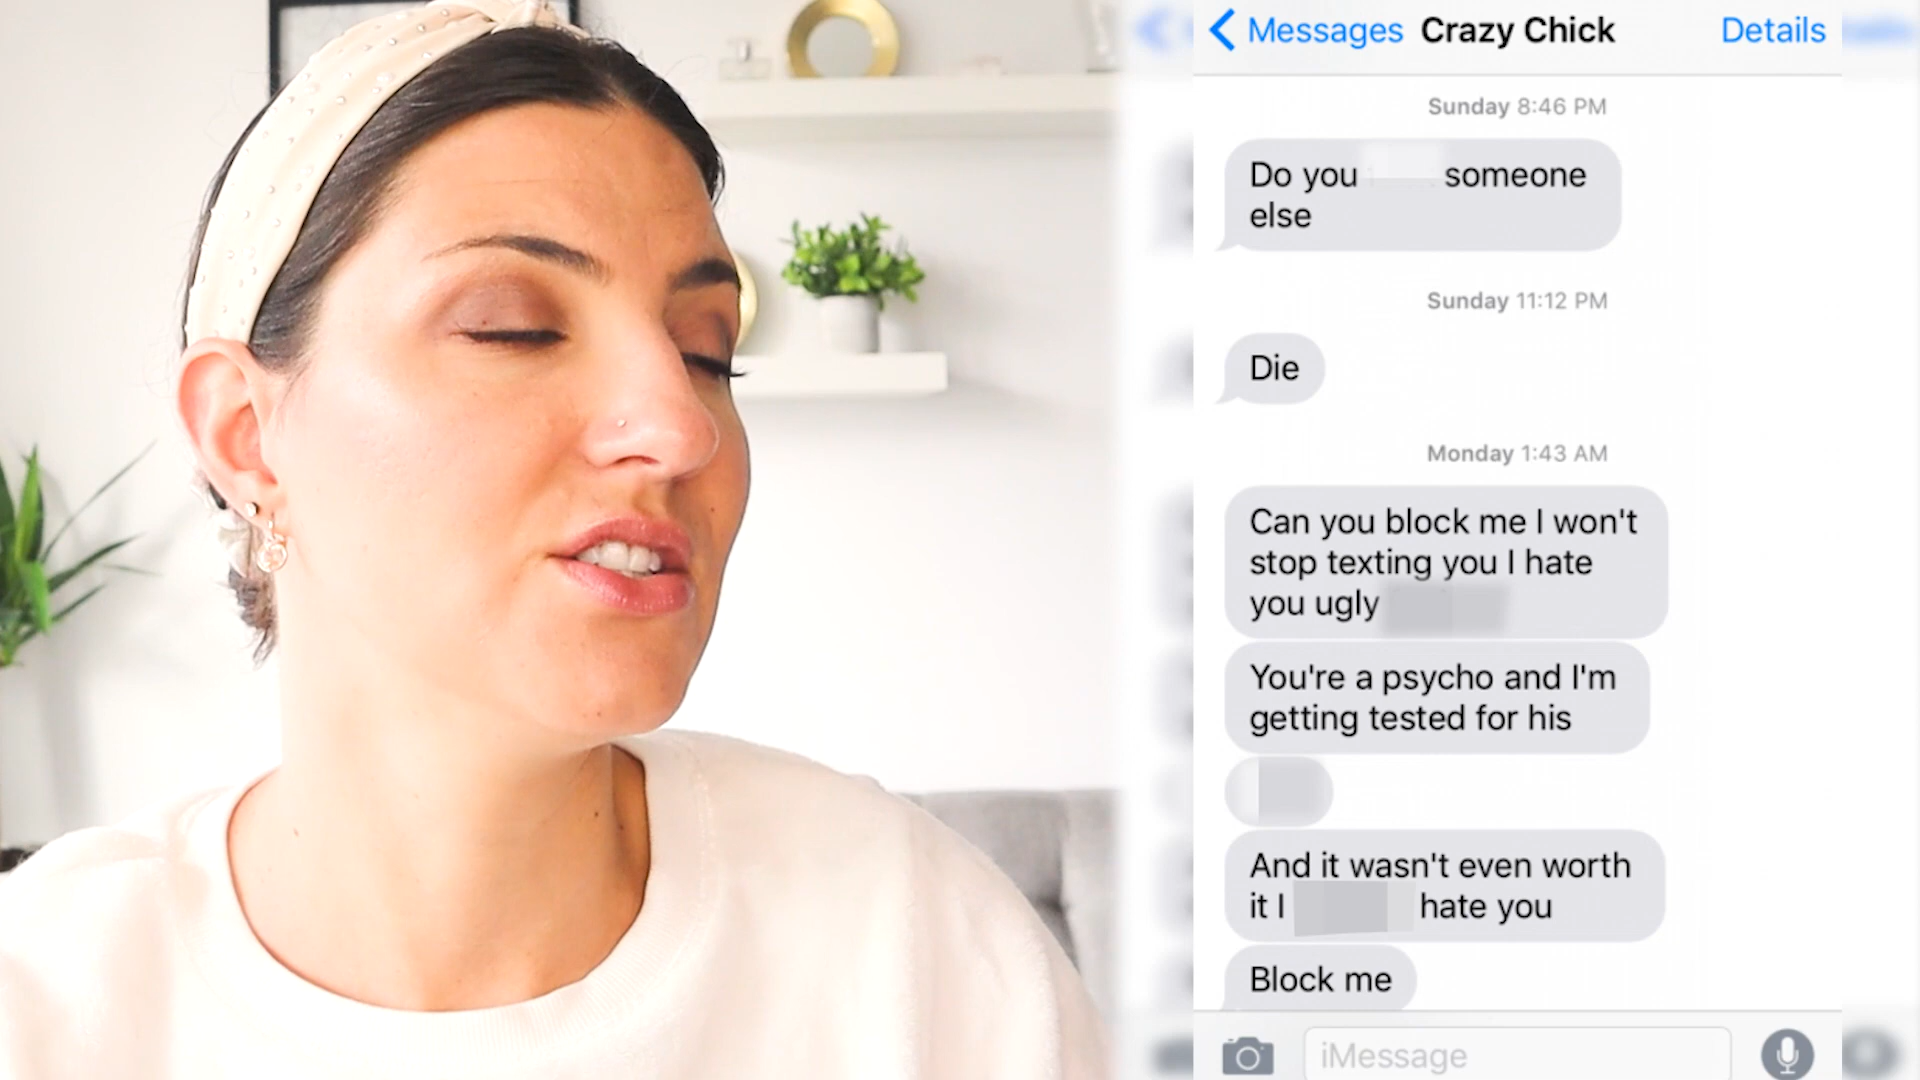 Messages Crazy Chick Details
Sunday 8:46 PM
Do you someone
else
Sunday 11:12 PM
Die
Monday 1:43 AM
Can you block me I won't
stop texting you I hate
you ugly
You're a psycho and I'm
getting tested for his
And it wasn't even worth
it I hate you
Block me
iMessage